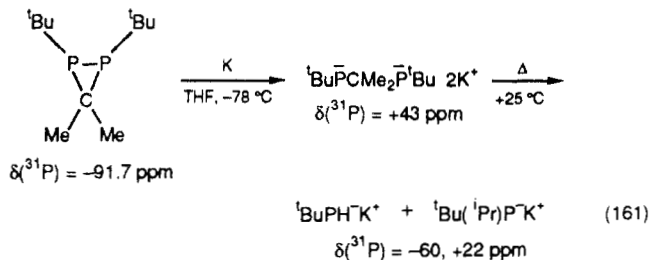 ᵗBu ᵗBu
P—P
C
Me Me
δ(³¹P) = –91.7 ppm
K
THF, –78 °C
ᵗBuP̄CMe₂P̄ᵗBu 2K⁺
δ(³¹P) = +43 ppm
Δ
+25 °C
ᵗBuPH⁻K⁺ + ᵗBu(ⁱPr)P⁻K⁺ (161)
δ(³¹P) = –60, +22 ppm